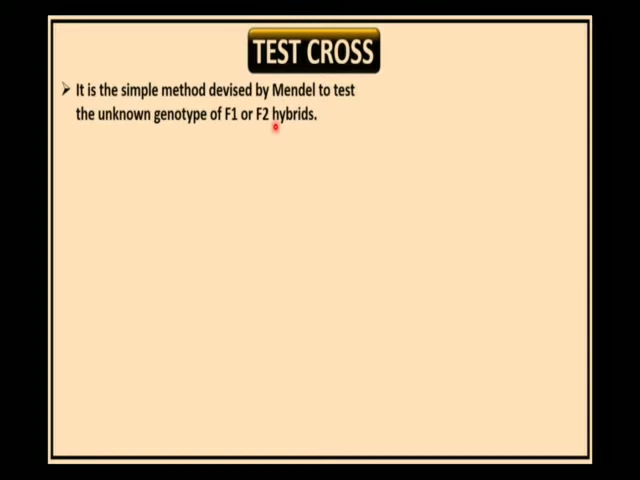 TEST CROSS
➢ It is the simple method devised by Mendel to test
the unknown genotype of F1 or F2 hybrids.